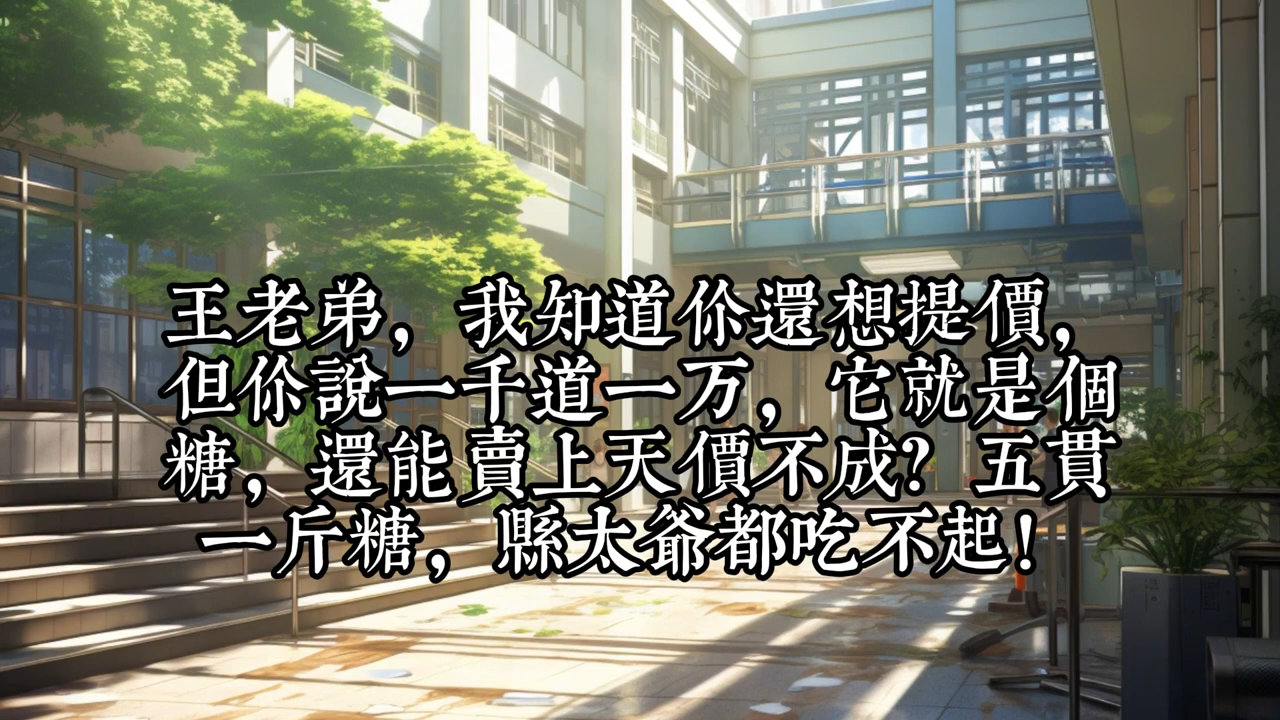 王老弟，我知道你還想提價，
但你說一千道一万，它就是個
糖，還能賣上天價不成？五貫
一斤糖，縣太爺都吃不起！